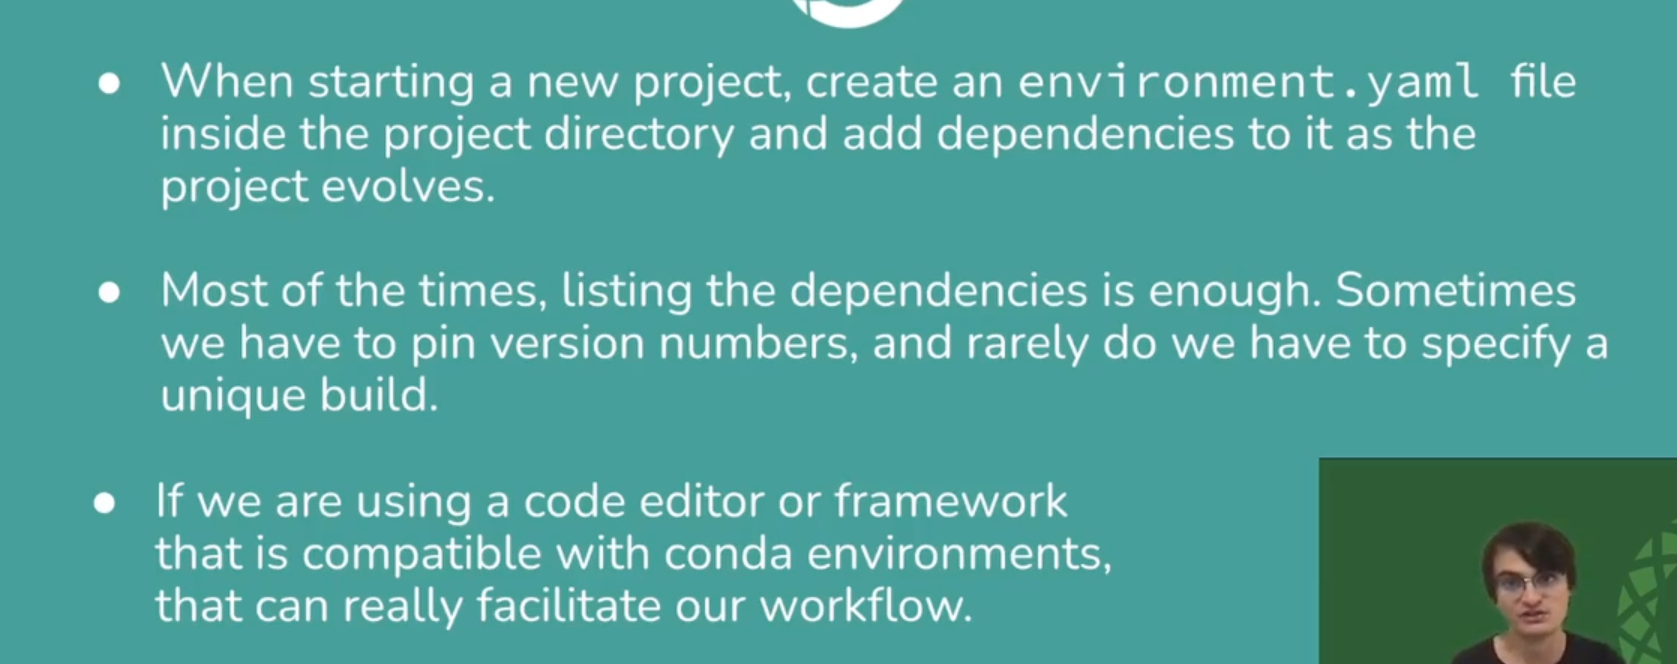 ● When starting a new project, create an environment.yaml file
inside the project directory and add dependencies to it as the
project evolves.
● Most of the times, listing the dependencies is enough. Sometimes
we have to pin version numbers, and rarely do we have to specify a
unique build.
● If we are using a code editor or framework
that is compatible with conda environments,
that can really facilitate our workflow.